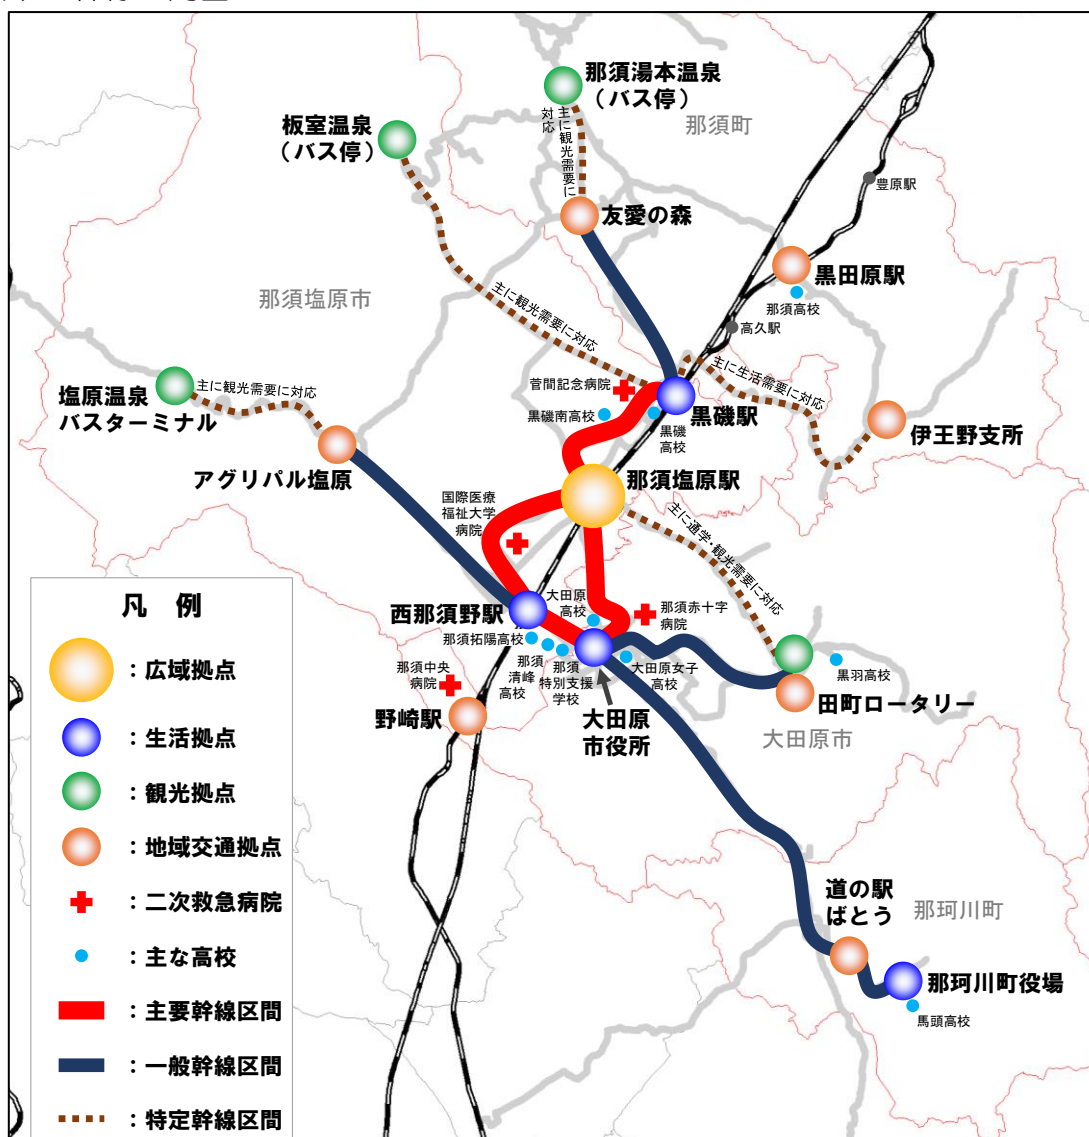 那須湯本温泉
（バス停）
板室温泉
（バス停）
主に観光需要に
対応
那須町
豊原駅
友愛の森
黒田原駅
那須高校
那須塩原市
主に観光需要に対応
高久駅
主に生活需要に対応
塩原温泉
バスターミナル
主に観光需要に対応
菅間記念病院
黒磯駅
黒磯南高校
黒磯
高校
伊王野支所
アグリパル塩原
那須塩原駅
国際医療
福祉大学
病院
主に通学・観光需要に対応
西那須野駅
大田原
高校
那須赤十字
病院
那須拓陽高校
那須
清峰
高校
那須
特別支援
学校
大田原女子
高校
黒羽高校
那須中央
病院
野崎駅
大田原
市役所
田町ロータリー
大田原市
道の駅
ばとう
那珂川町
那珂川町役場
馬頭高校
凡 例
：広域拠点
：生活拠点
：観光拠点
：地域交通拠点
：二次救急病院
：主な高校
：主要幹線区間
：一般幹線区間
：特定幹線区間